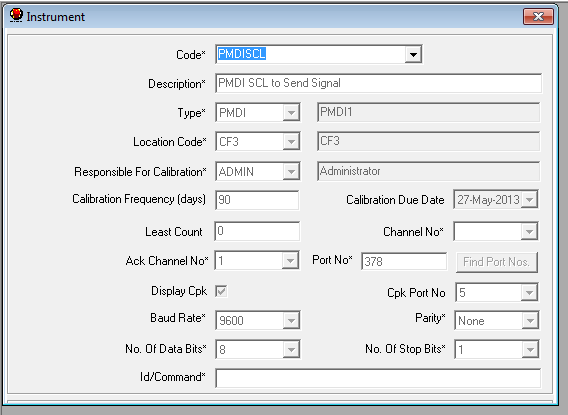 Instrument
Code* PMDISCL
Description* PMDI SCL to Send Signal
Type* PMDI PMDI1
Location Code* CF3 CF3
Responsible For Calibration* ADMIN Administrator
Calibration Frequency (days) 90 Calibration Due Date 27-May-2013
Least Count 0 Channel No*
Ack Channel No* 1 Port No* 378 Find Port Nos.
Display Cpk Cpk Port No 5
Baud Rate* 9600 Parity* None
No. Of Data Bits* 8 No. Of Stop Bits* 1
Id/Command*